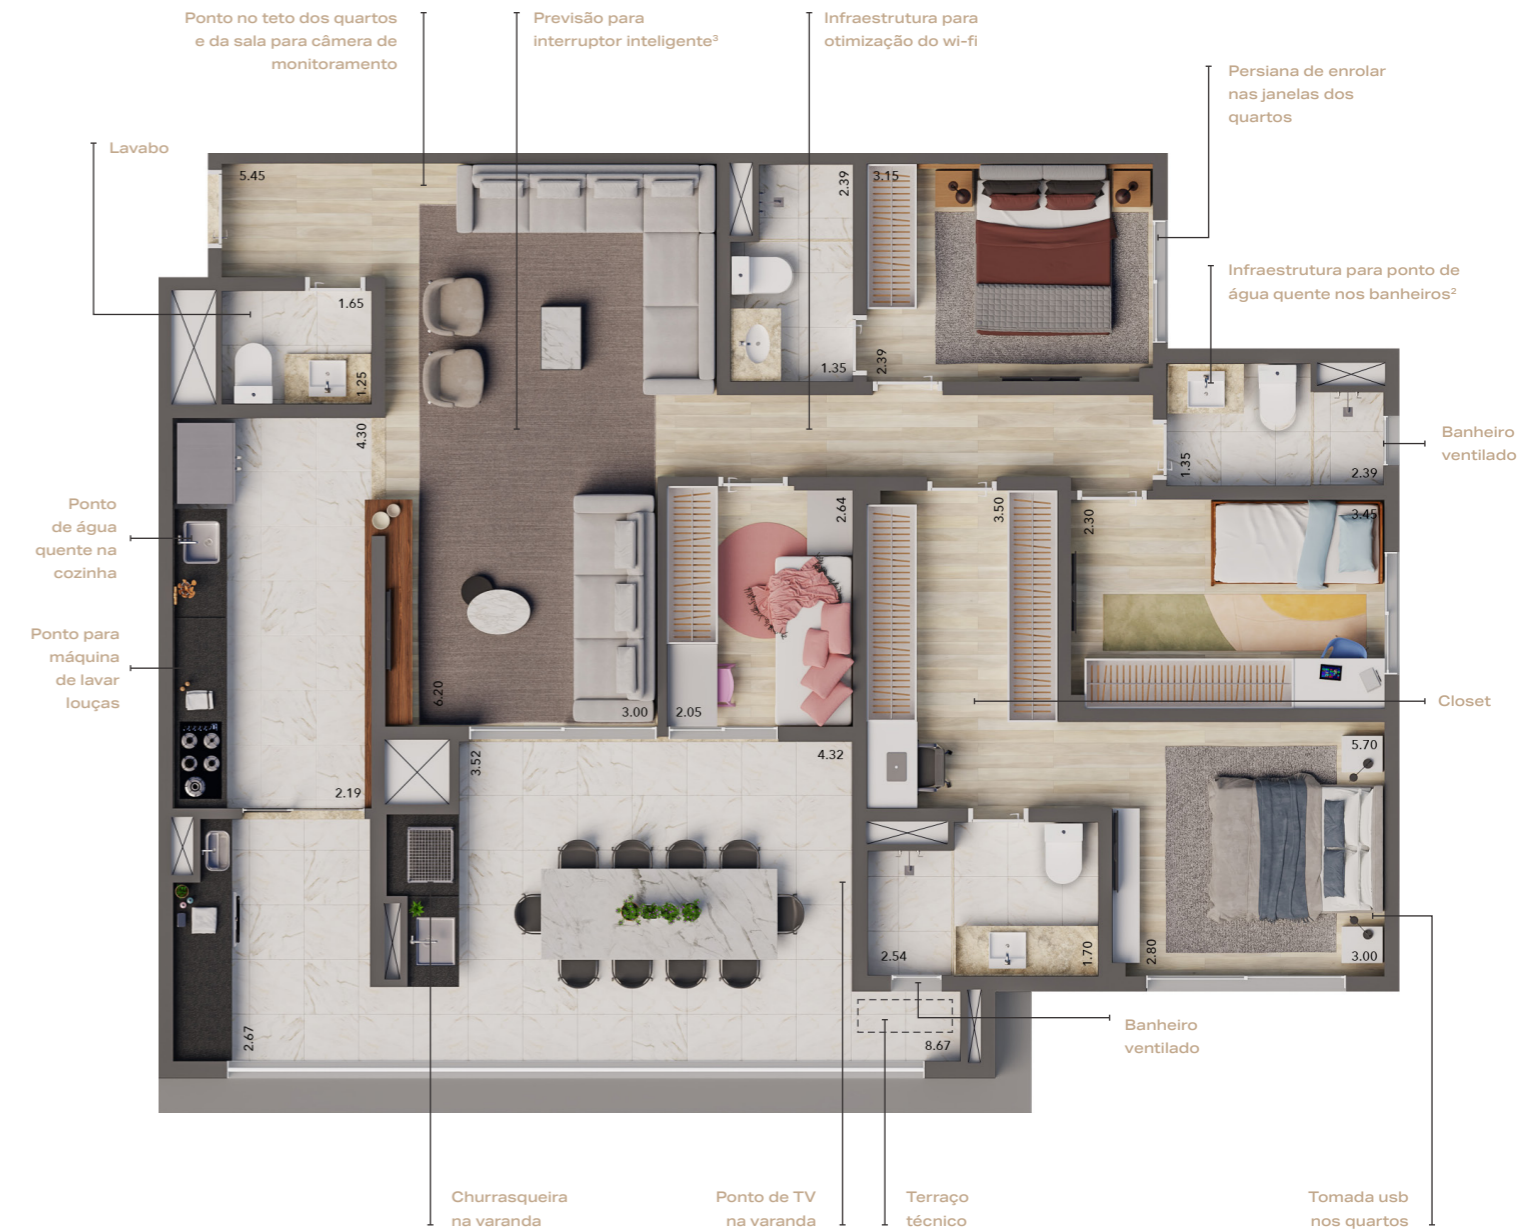 Ponto no teto dos quartos
e da sala para câmera de
monitoramento
Previsão para
interruptor inteligente³
Infraestrutura para
otimização do wi-fi
Persiana de enrolar
nas janelas dos
quartos
Lavabo
Infraestrutura para ponto de
água quente nos banheiros²
Banheiro
ventilado
Ponto
de água
quente na
cozinha
Ponto para
máquina
de lavar
louças
Closet
Banheiro
ventilado
Churrasqueira
na varanda
Ponto de TV
na varanda
Terraço
técnico
Tomada usb
nos quartos
5.45
2.39
3.15
1.65
1.25
1.35
2.39
4.30
1.35
2.39
2.64
3.50
2.30
3.45
6.20
3.00
2.05
2.19
3.52
4.32
5.70
2.54
1.70
2.80
3.00
2.67
8.67